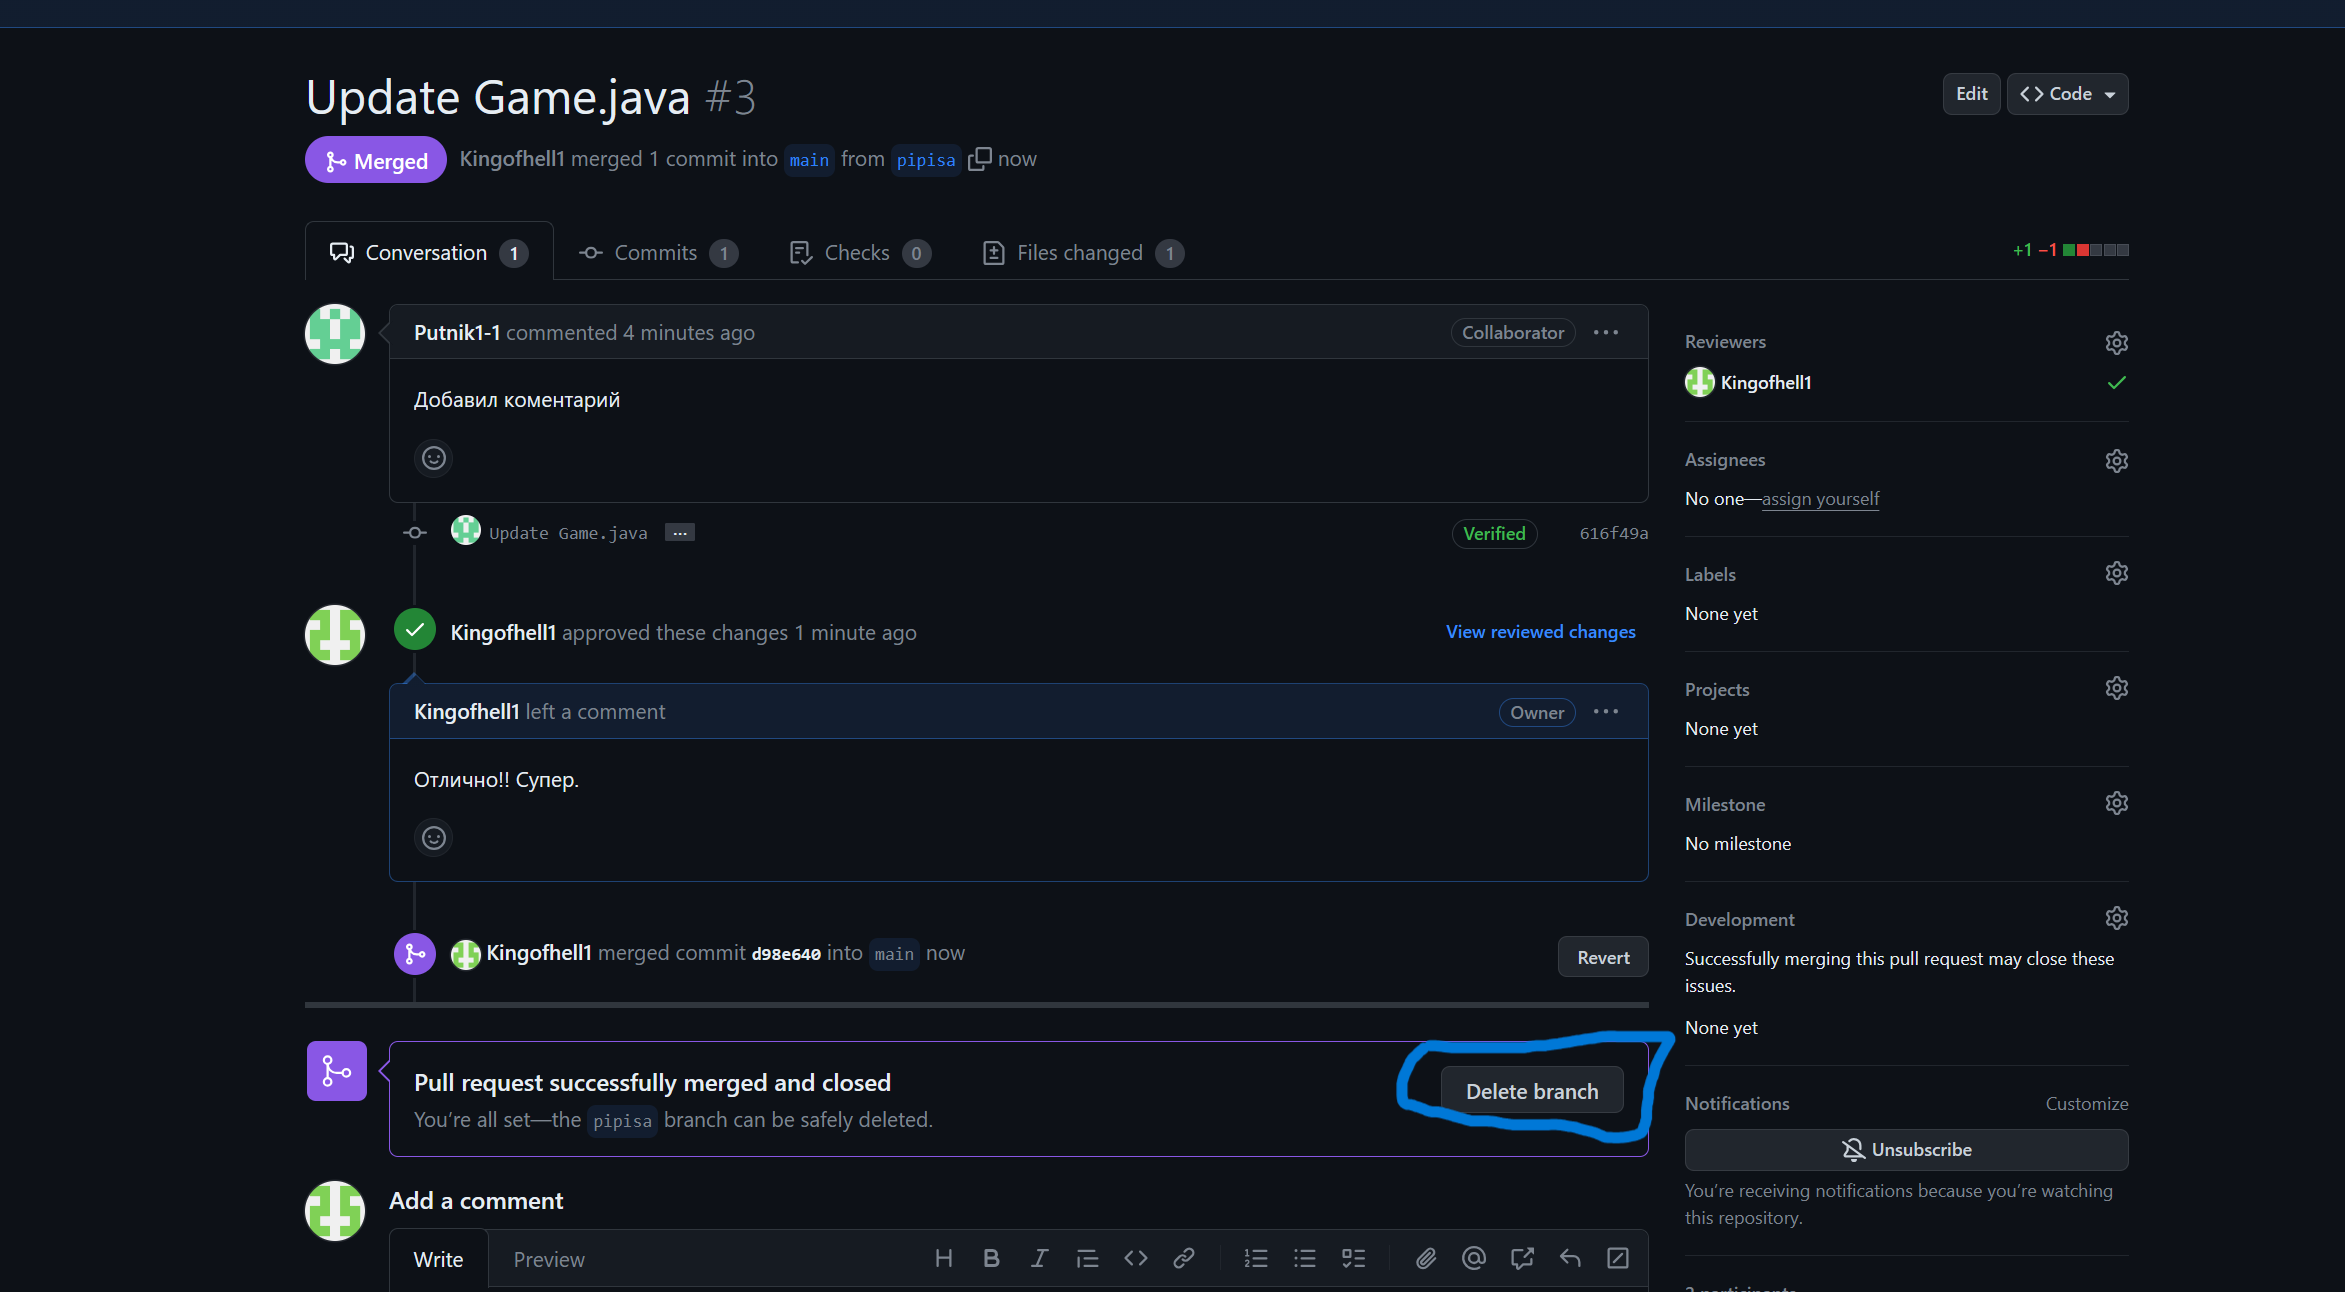 Update Game.java #3
Edit
Code
Merged
Kingofhell1 merged 1 commit into main from pipisa now
Conversation 1
Commits 1
Checks 0
Files changed 1
+1 −1
Putnik1-1 commented 4 minutes ago
Collaborator
Добавил коментарий
Update Game.java ...
Verified
616f49a
Kingofhell1 approved these changes 1 minute ago
View reviewed changes
Kingofhell1 left a comment
Owner
Отлично!! Супер.
Kingofhell1 merged commit d98e640 into main now
Revert
Pull request successfully merged and closed
You’re all set—the pipisa branch can be safely deleted.
Delete branch
Add a comment
Write
Preview
Reviewers
Kingofhell1
Assignees
No one—assign yourself
Labels
None yet
Projects
None yet
Milestone
No milestone
Development
Successfully merging this pull request may close these
issues.
None yet
Notifications
Customize
Unsubscribe
You’re receiving notifications because you’re watching
this repository.